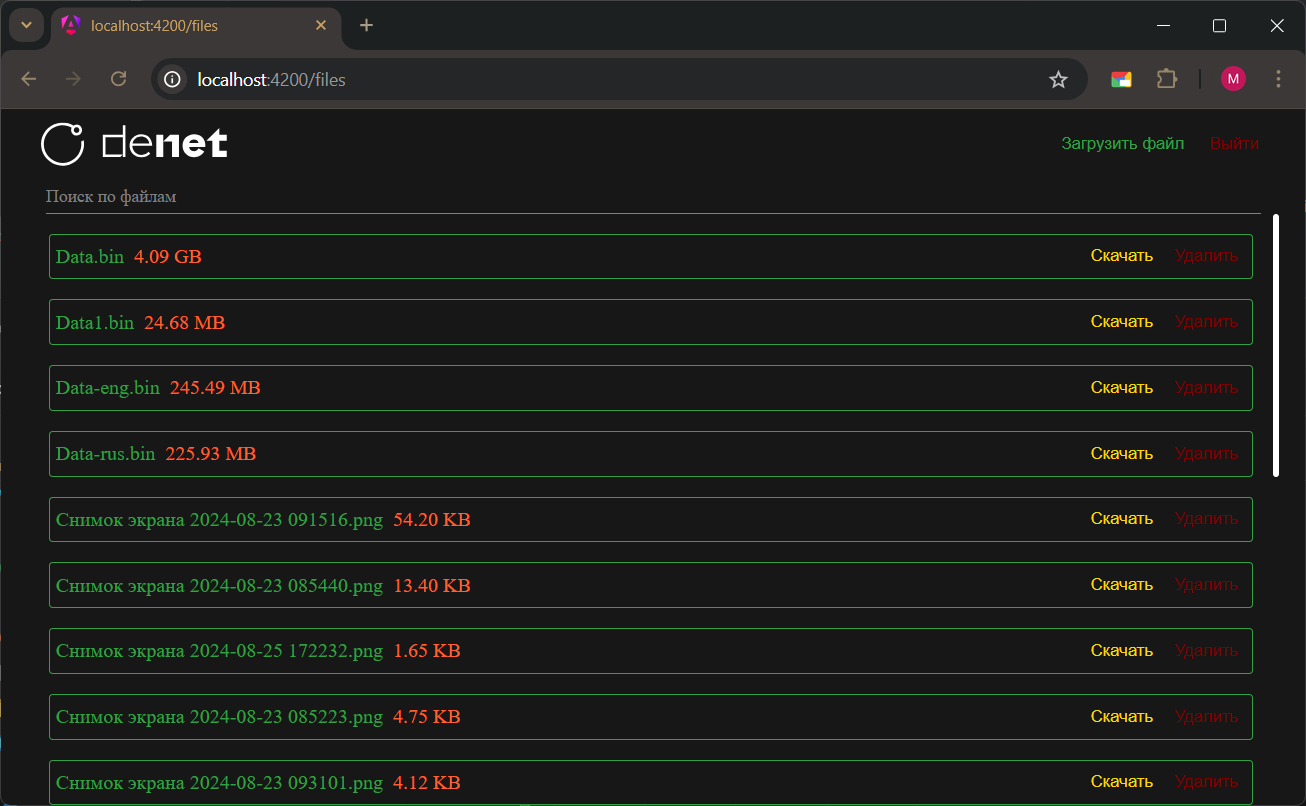 localhost:4200/files
localhost:4200/files
M
denet
Загрузить файл Выйти
Поиск по файлам
Data.bin 4.09 GB Скачать Удалить
Data1.bin 24.68 MB Скачать Удалить
Data-eng.bin 245.49 MB Скачать Удалить
Data-rus.bin 225.93 MB Скачать Удалить
Снимок экрана 2024-08-23 091516.png 54.20 KB Скачать Удалить
Снимок экрана 2024-08-23 085440.png 13.40 KB Скачать Удалить
Снимок экрана 2024-08-25 172232.png 1.65 KB Скачать Удалить
Снимок экрана 2024-08-23 085223.png 4.75 KB Скачать Удалить
Снимок экрана 2024-08-23 093101.png 4.12 KB Скачать Удалить